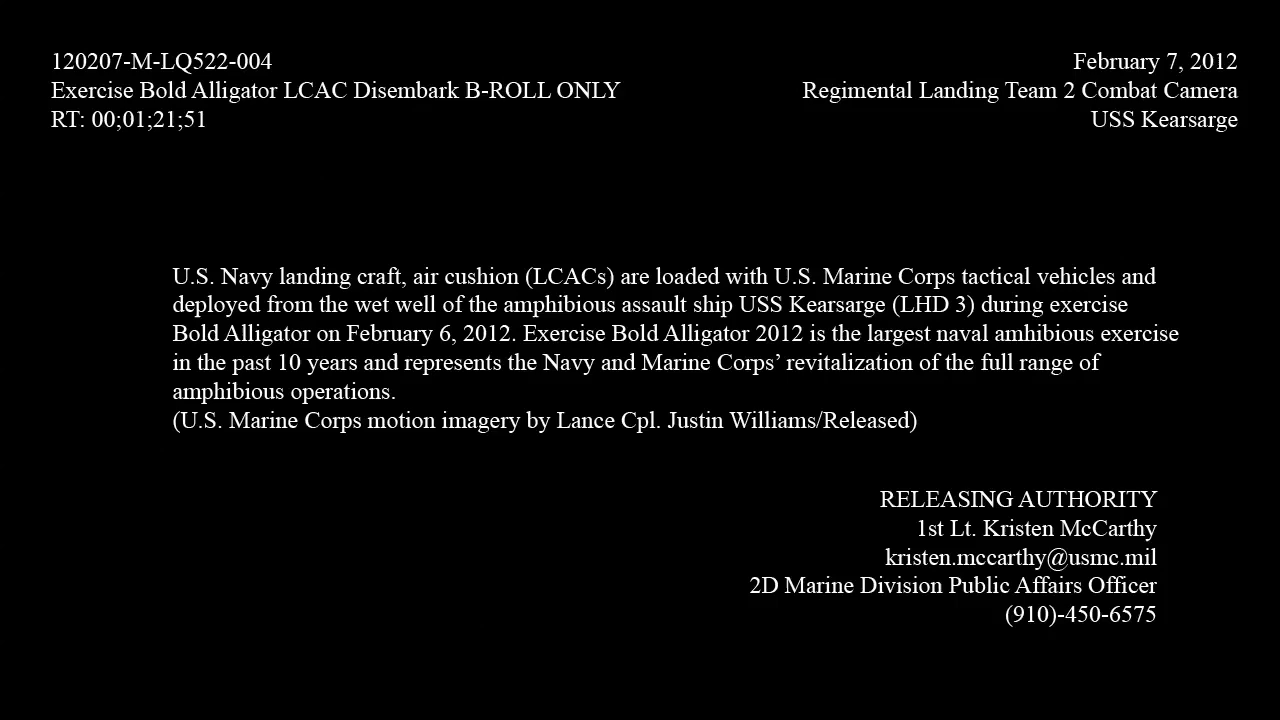 120207-M-LQ522-004
Exercise Bold Alligator LCAC Disembark B-ROLL ONLY
RT: 00;01;21;51
February 7, 2012
Regimental Landing Team 2 Combat Camera
USS Kearsarge
U.S. Navy landing craft, air cushion (LCACs) are loaded with U.S. Marine Corps tactical vehicles and
deployed from the wet well of the amphibious assault ship USS Kearsarge (LHD 3) during exercise
Bold Alligator on February 6, 2012. Exercise Bold Alligator 2012 is the largest naval amhibious exercise
in the past 10 years and represents the Navy and Marine Corps’ revitalization of the full range of
amphibious operations.
(U.S. Marine Corps motion imagery by Lance Cpl. Justin Williams/Released)
RELEASING AUTHORITY
1st Lt. Kristen McCarthy
kristen.mccarthy@usmc.mil
2D Marine Division Public Affairs Officer
(910)-450-6575